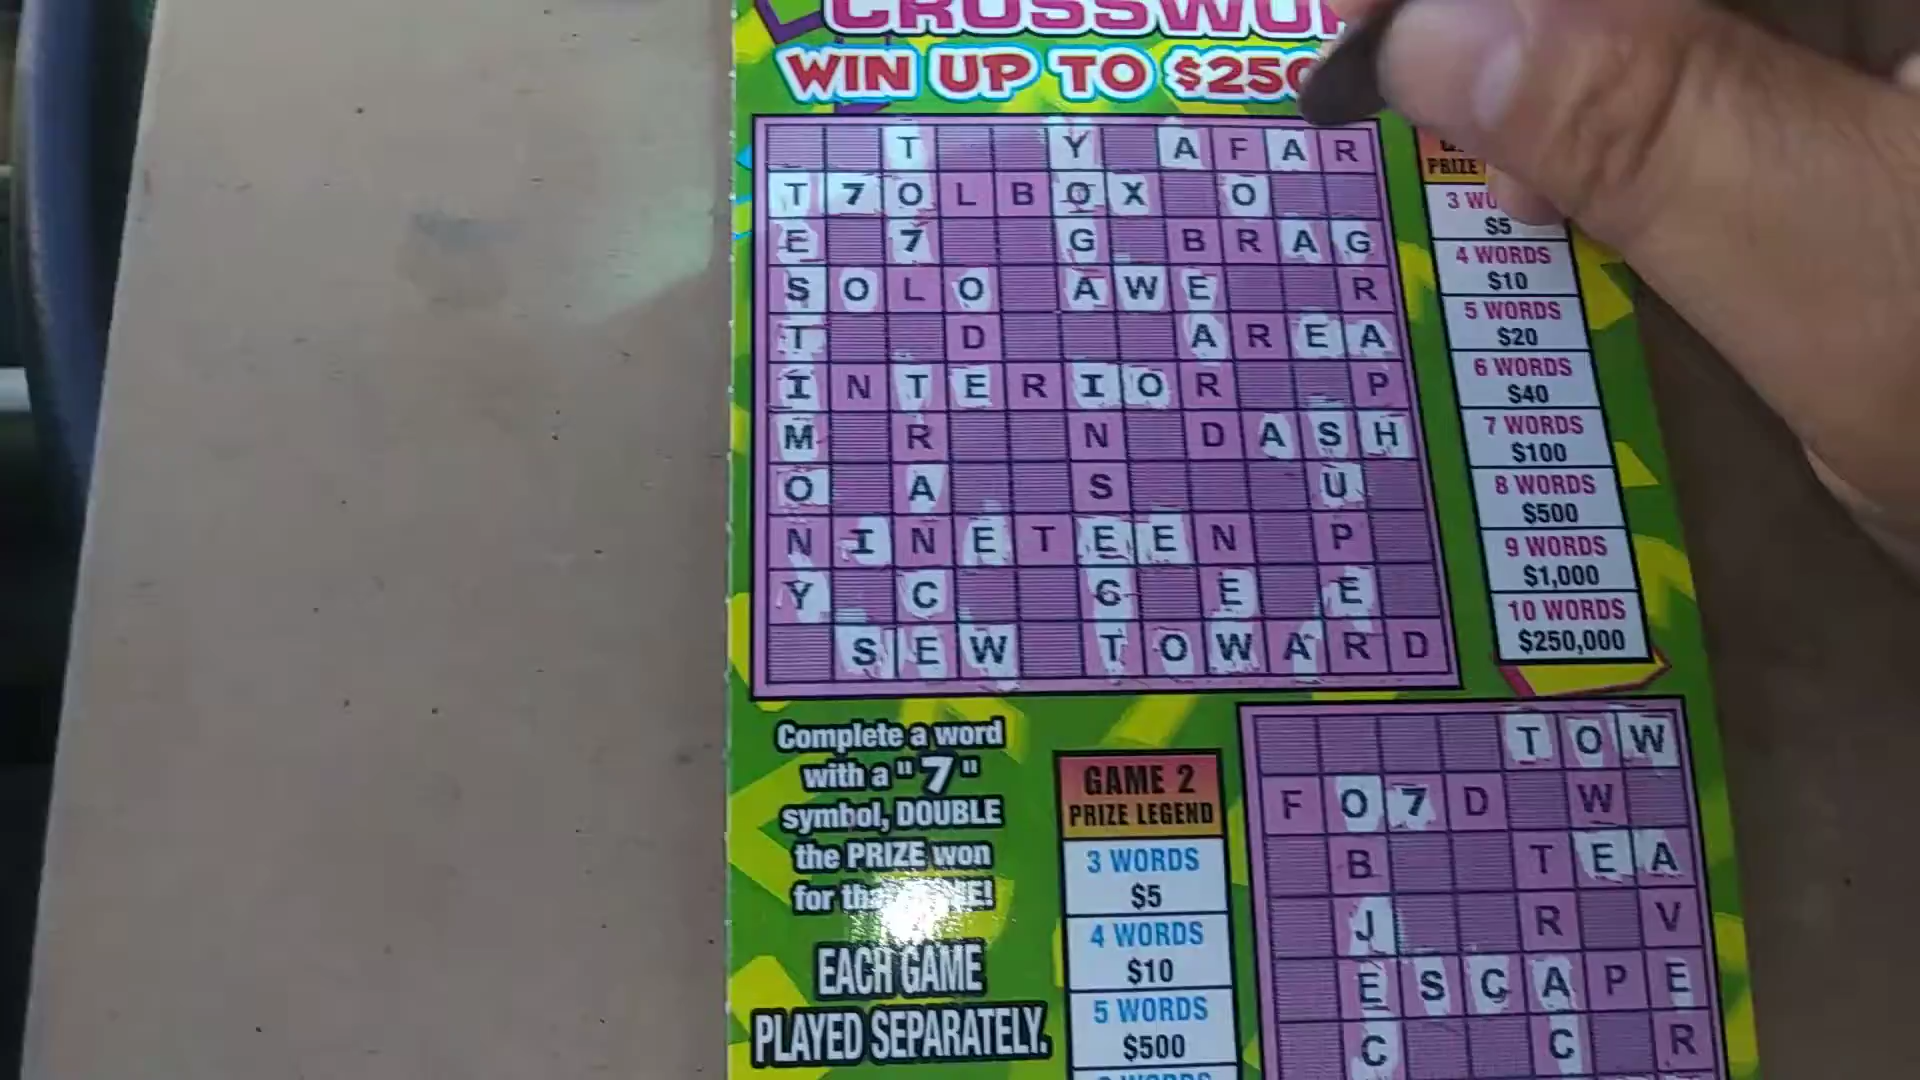 CROSSWO
WIN UP TO $250
T Y A F A R
T 7 O L B O X O
E 7 G B R A G
S O L O A W E R
T D A R E A
I N T E R I O R P
M R N D A S H
O A S U
N I N E T E E N P
Y C C E E
S E W T O W A R D
PRIZE
3 WO
$5
4 WORDS
$10
5 WORDS
$20
6 WORDS
$40
7 WORDS
$100
8 WORDS
$500
9 WORDS
$1,000
10 WORDS
$250,000
Complete a word
with a "7"
symbol, DOUBLE
the PRIZE won
for
EACH GAME
PLAYED SEPARATELY.
GAME 2
PRIZE LEGEND
3 WORDS
$5
4 WORDS
$10
5 WORDS
$500
WORDS
T O W
F O 7 D W
B T E A
J R V
E S C A P E
C C R